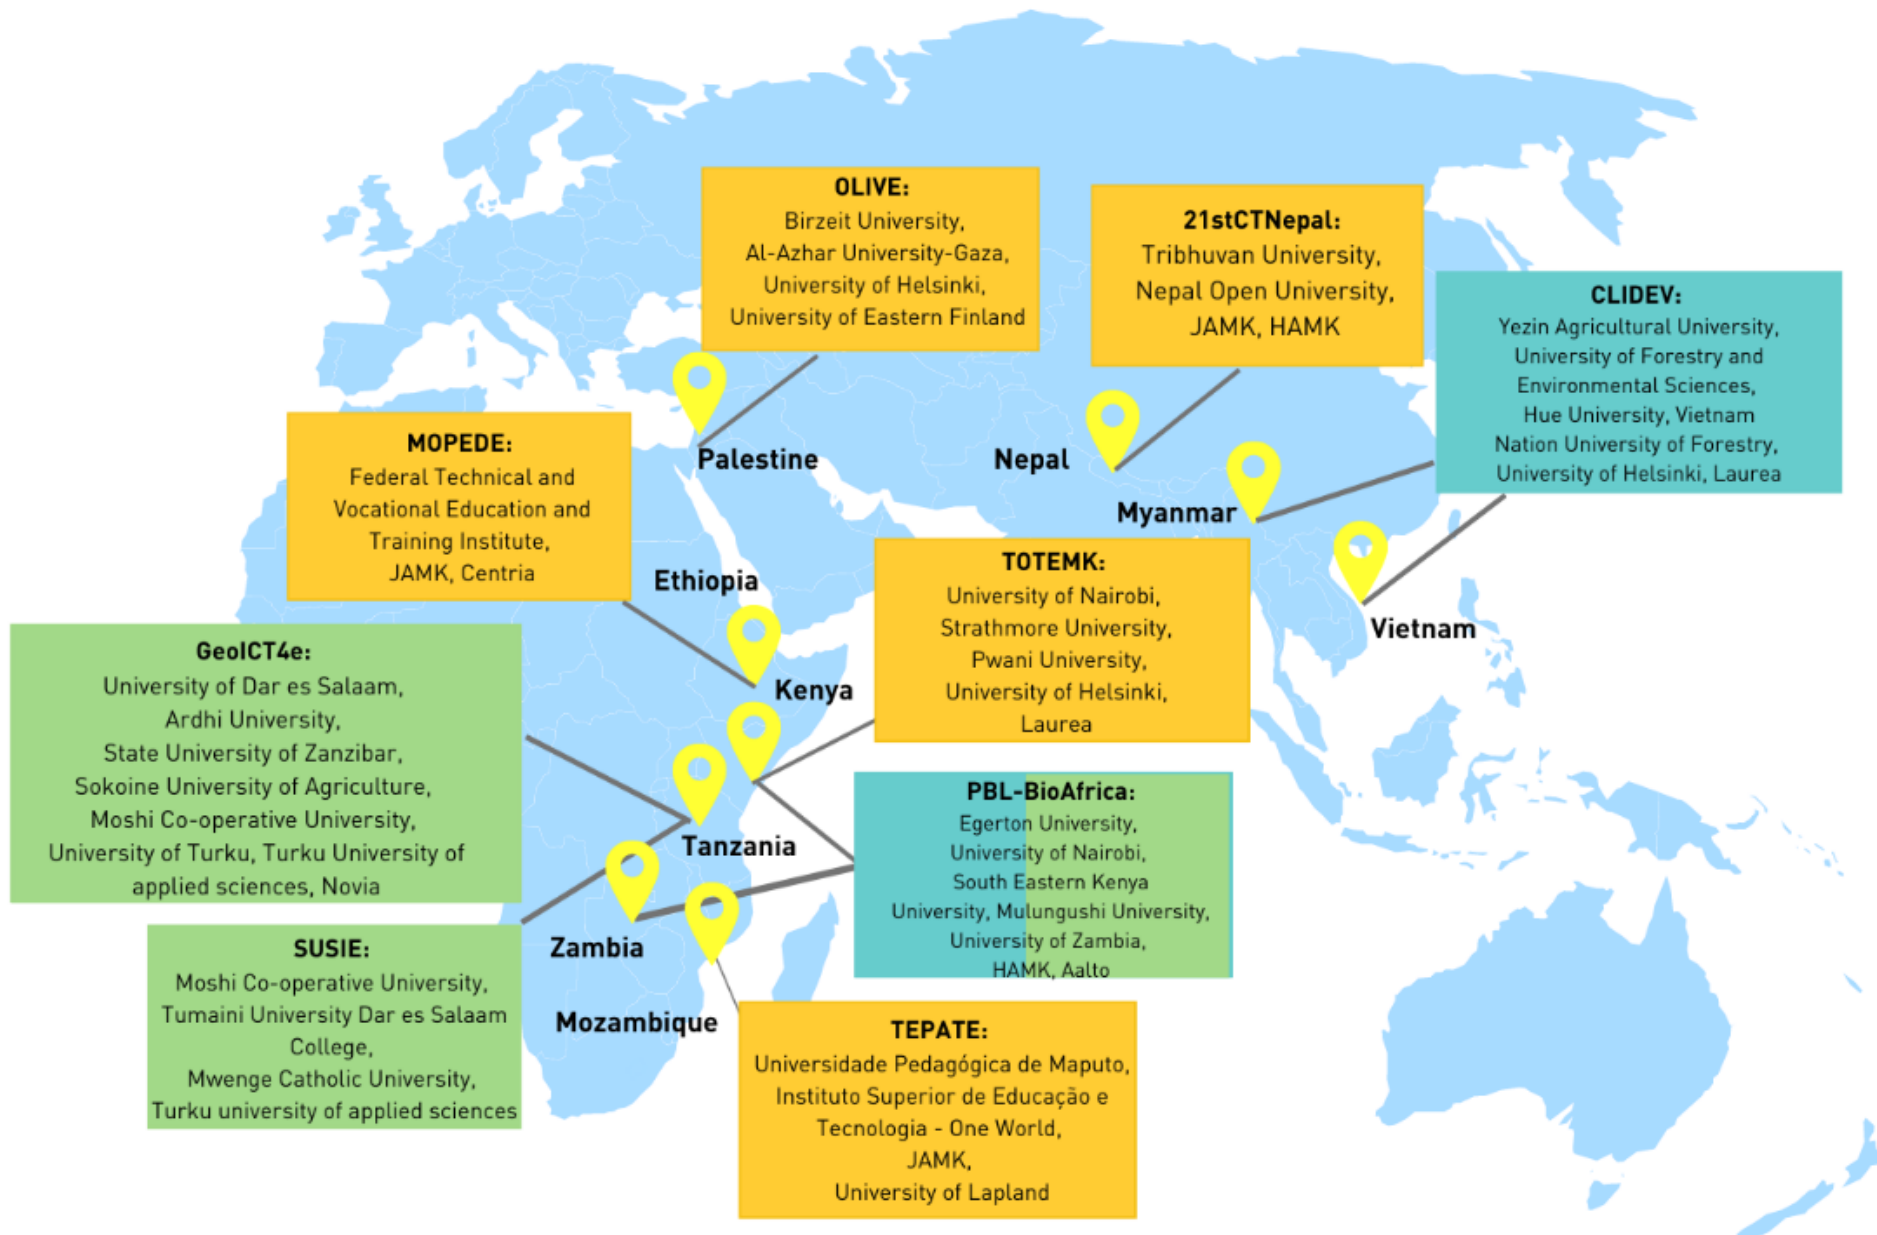 OLIVE:
Birzeit University,
Al-Azhar University-Gaza,
University of Helsinki,
University of Eastern Finland
21stCTNepal:
Tribhuvan University,
Nepal Open University,
JAMK, HAMK
CLIDEV:
Yezin Agricultural University,
University of Forestry and
Environmental Sciences,
Hue University, Vietnam
Nation University of Forestry,
University of Helsinki, Laurea
Palestine
Nepal
Myanmar
Vietnam
MOPEDE:
Federal Technical and
Vocational Education and
Training Institute,
JAMK, Centria
Ethiopia
TOTEMK:
University of Nairobi,
Strathmore University,
Pwani University,
University of Helsinki,
Laurea
Kenya
GeoICT4e:
University of Dar es Salaam,
Ardhi University,
State University of Zanzibar,
Sokoine University of Agriculture,
Moshi Co-operative University,
University of Turku, Turku University of
applied sciences, Novia
Tanzania
PBL-BioAfrica:
Egerton University,
University of Nairobi,
South Eastern Kenya
University, Mulungushi University,
University of Zambia,
HAMK, Aalto
Zambia
SUSIE:
Moshi Co-operative University,
Tumaini University Dar es Salaam
College,
Mwenge Catholic University,
Turku university of applied sciences
Mozambique
TEPATE:
Universidade Pedagógica de Maputo,
Instituto Superior de Educação e
Tecnologia - One World,
JAMK,
University of Lapland